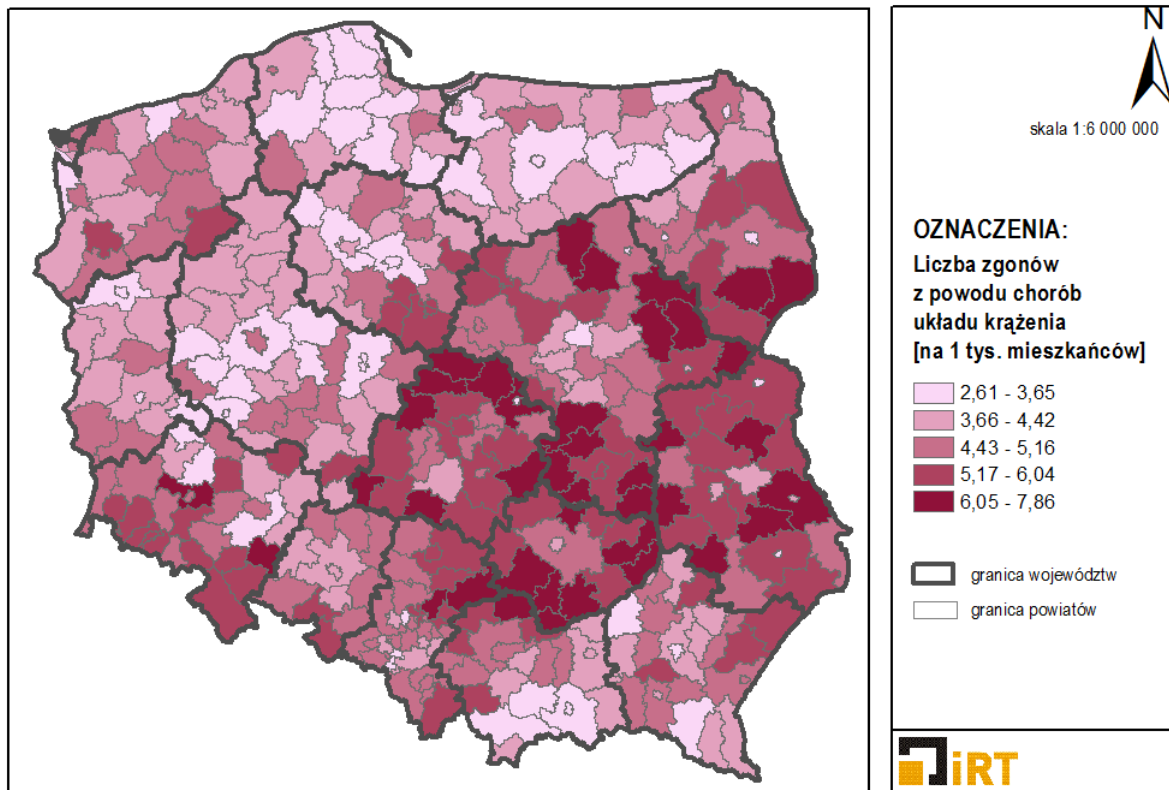 N
skala 1:6 000 000
OZNACZENIA:
Liczba zgonów
z powodu chorób
układu krążenia
[na 1 tys. mieszkańców]
2,61 - 3,65
3,66 - 4,42
4,43 - 5,16
5,17 - 6,04
6,05 - 7,86
granica województw
granica powiatów
iRT